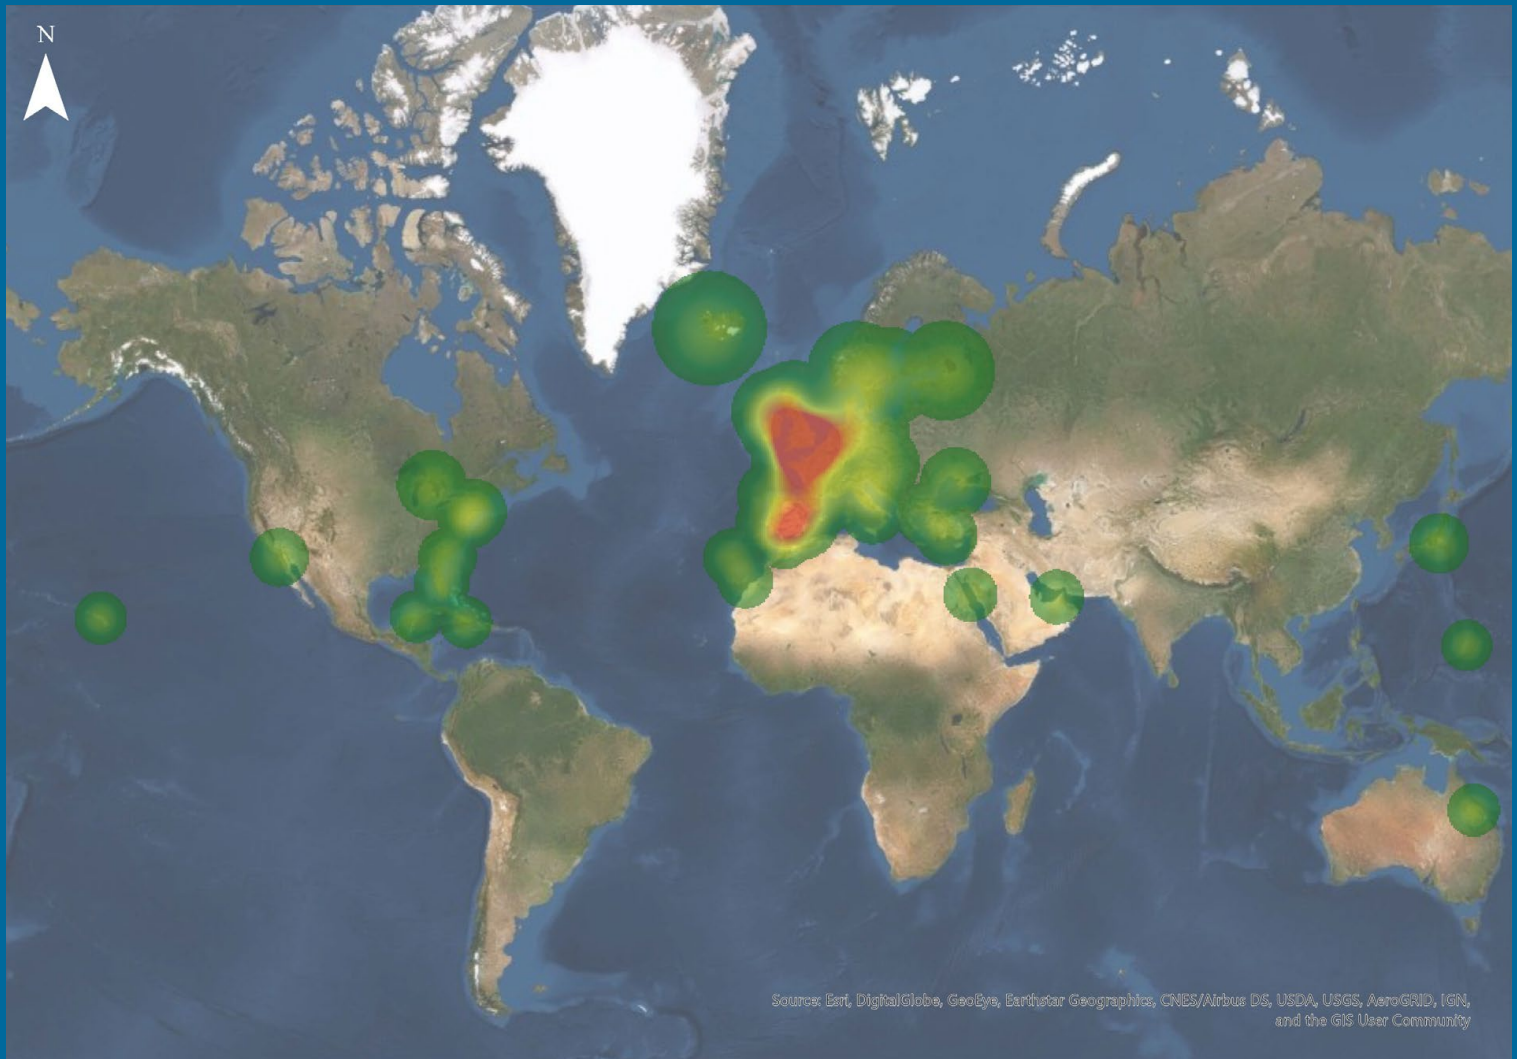 N
Source: Esri, DigitalGlobe, GeoEye, Earthstar Geographics, CNES/Airbus DS, USDA, USGS, AeroGRID, IGN,
and the GIS User Community